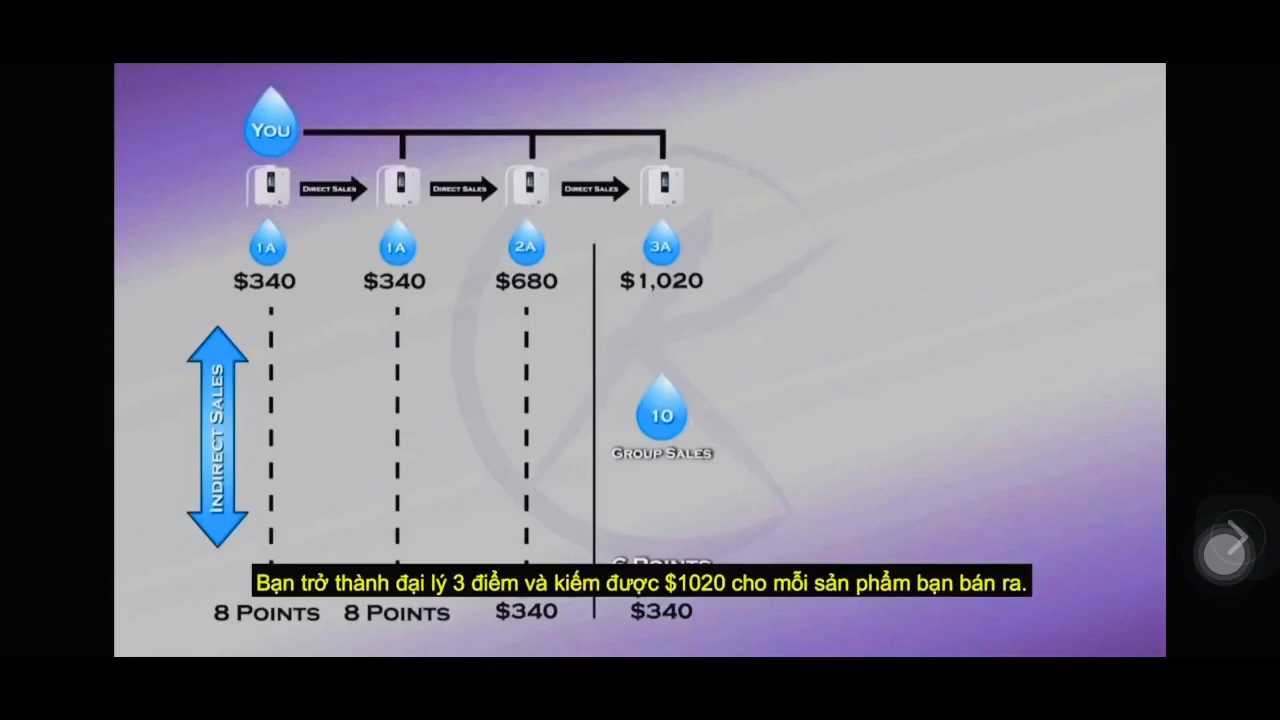 YOU
DIRECT SALES
DIRECT SALES
DIRECT SALES
1A
1A
2A
3A
$340
$340
$680
$1,020
INDIRECT SALES
10
GROUP SALES
6 POINTS
Bạn trở thành đại lý 3 điểm và kiếm được $1020 cho mỗi sản phẩm bạn bán ra.
8 POINTS
8 POINTS
$340
$340